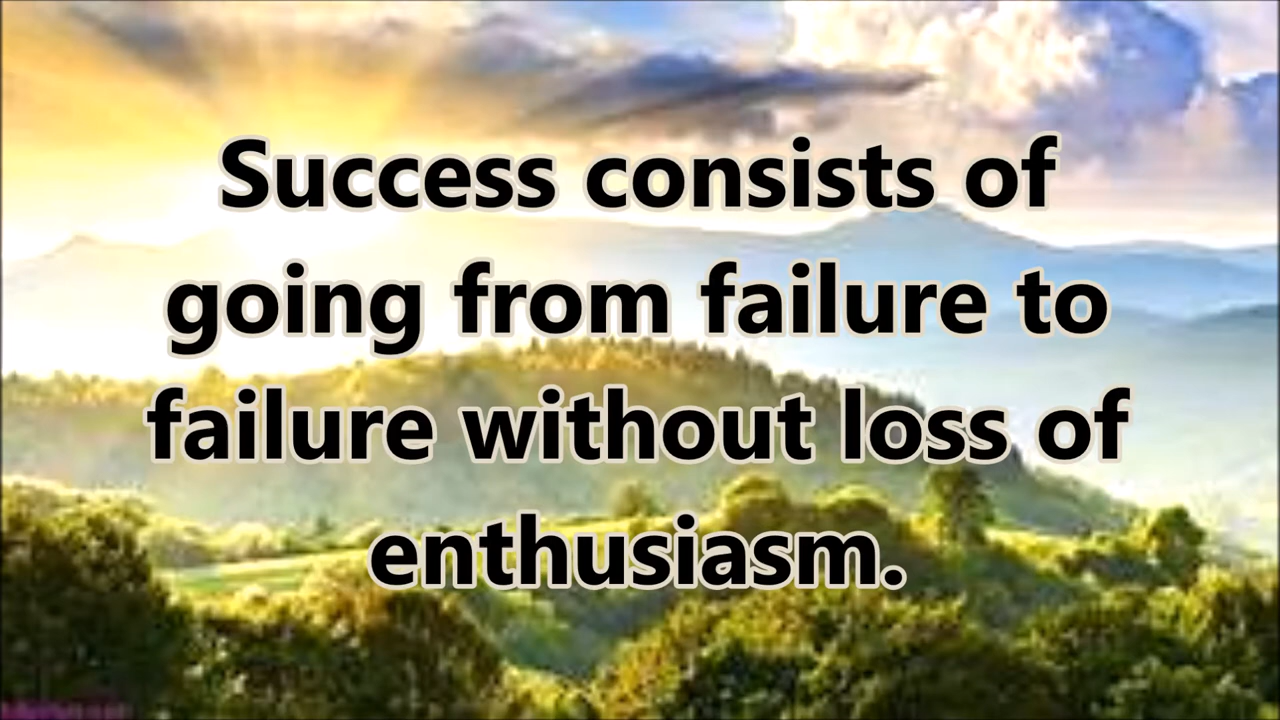 Success consists of
going from failure to
failure without loss of
enthusiasm.